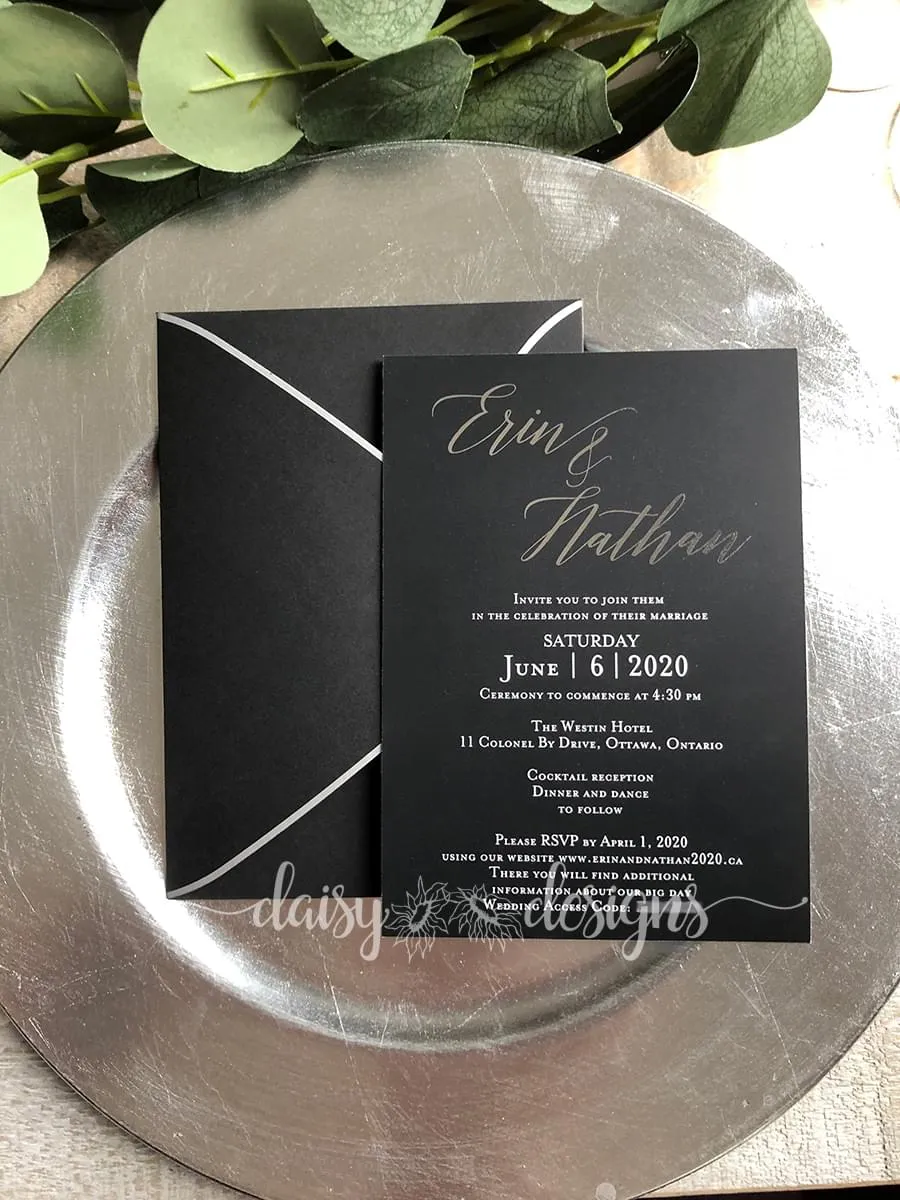 Erin
&
Nathan
Invite you to join them
in the celebration of their marriage
SATURDAY
June | 6 | 2020
Ceremony to commence at 4:30 pm
The Westin Hotel
11 Colonel By Drive, Ottawa, Ontario
Cocktail reception
Dinner and dance
to follow
Please RSVP by April 1, 2020
using our website www.erinandnathan2020.ca
There you will find additional
information about our big day
Wedding Access Code:
daisy designs